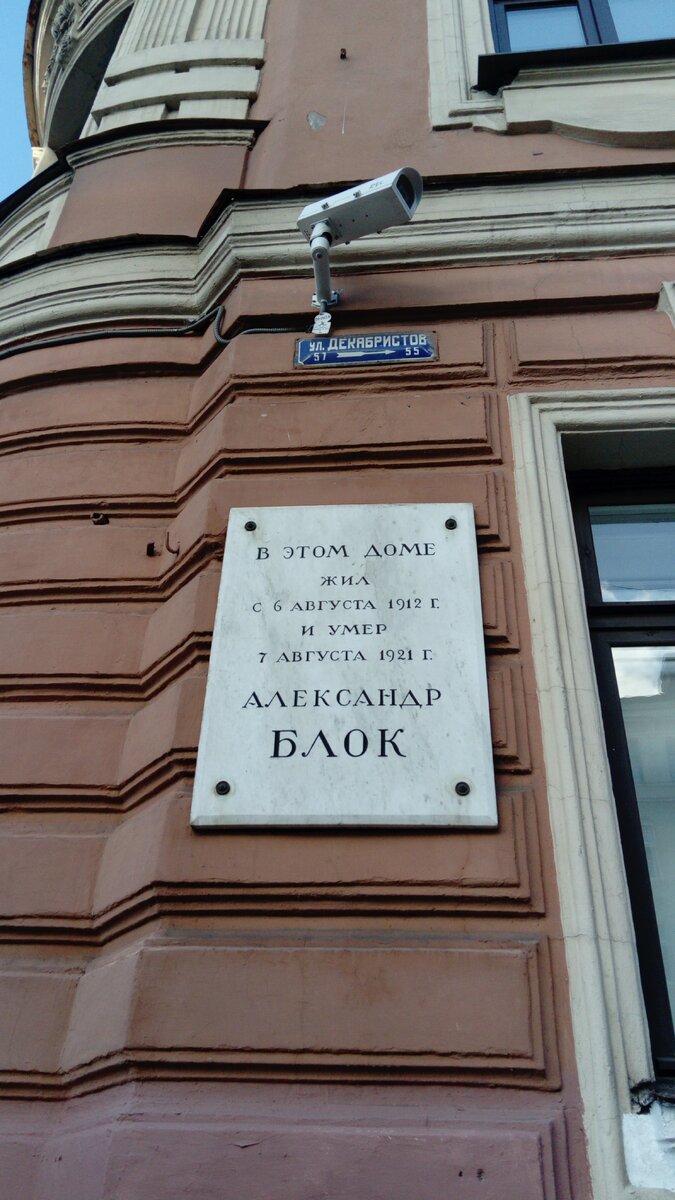 УЛ. ДЕКАБРИСТОВ
57 55
В ЭТОМ ДОМЕ
ЖИЛ
С 6 АВГУСТА 1912 Г.
И УМЕР
7 АВГУСТА 1921 Г.
АЛЕКСАНДР
БЛОК